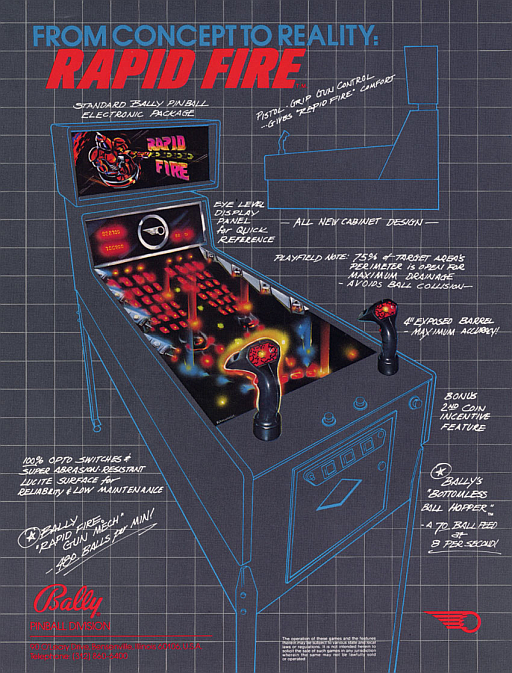 FROM CONCEPT TO REALITY:
RAPID FIRE™
STANDARD BALLY PINBALL
ELECTRONIC PACKAGE
PISTOL-GRIP GUN CONTROL
...GIVES "RAPID FIRE" COMFORT
RAPID
FIRE
EYE LEVEL
DISPLAY
PANEL
for QUICK
REFERENCE
— ALL NEW CABINET DESIGN —
PLAYFIELD NOTE: 75% of TARGET AREA'S
PERIMETER IS OPEN FOR
MAXIMUM DRAINAGE
- AVOIDS BALL COLLISION-
4" EXPOSED BARREL
- MAXIMUM ACCURACY!
BONUS
2ND COIN
INCENTIVE
FEATURE
100% OPTO SWITCHES &
SUPER ABRASION-RESISTANT
LUCITE SURFACE for
RELIABILITY & LOW MAINTENANCE
BALLY
"RAPID FIRE
GUN MECH"
- 480 BALLS per MIN!
BALLY'S
"BOTTOMLESS
BALL HOPPER"™
- A 70 BALL FEED
at
8 PER SECOND!
Bally
PINBALL DIVISION
The operation of these games and the features
therein may be subject to various state and local
laws or regulations. It is not intended herein to
solicit the sale of such games in any jurisdiction
wherein the same may not be lawfully sold
or operated